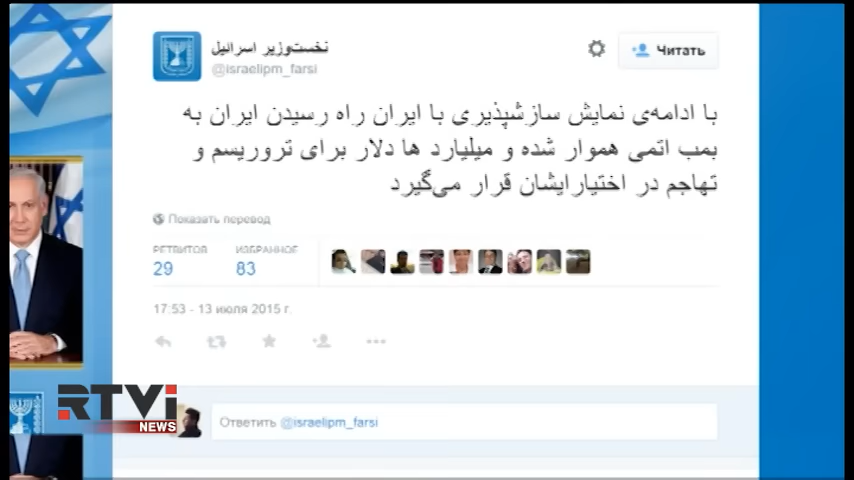 نخست‌وزیر اسرائیل
@israelipm_farsi
Читать
با ادامه‌ی نمایش سازشپذیری با ایران راه رسیدن ایران به
بمب اتمی هموار شده و میلیارد ها دلار برای تروریسم و
تهاجم در اختیارایشان قرار می‌گیرد
Показать перевод
РЕТВИТОВ ИЗБРАННОЕ
29 83
17:53 - 13 июля 2015 г.
Ответить @israelipm_farsi
RTVi
NEWS